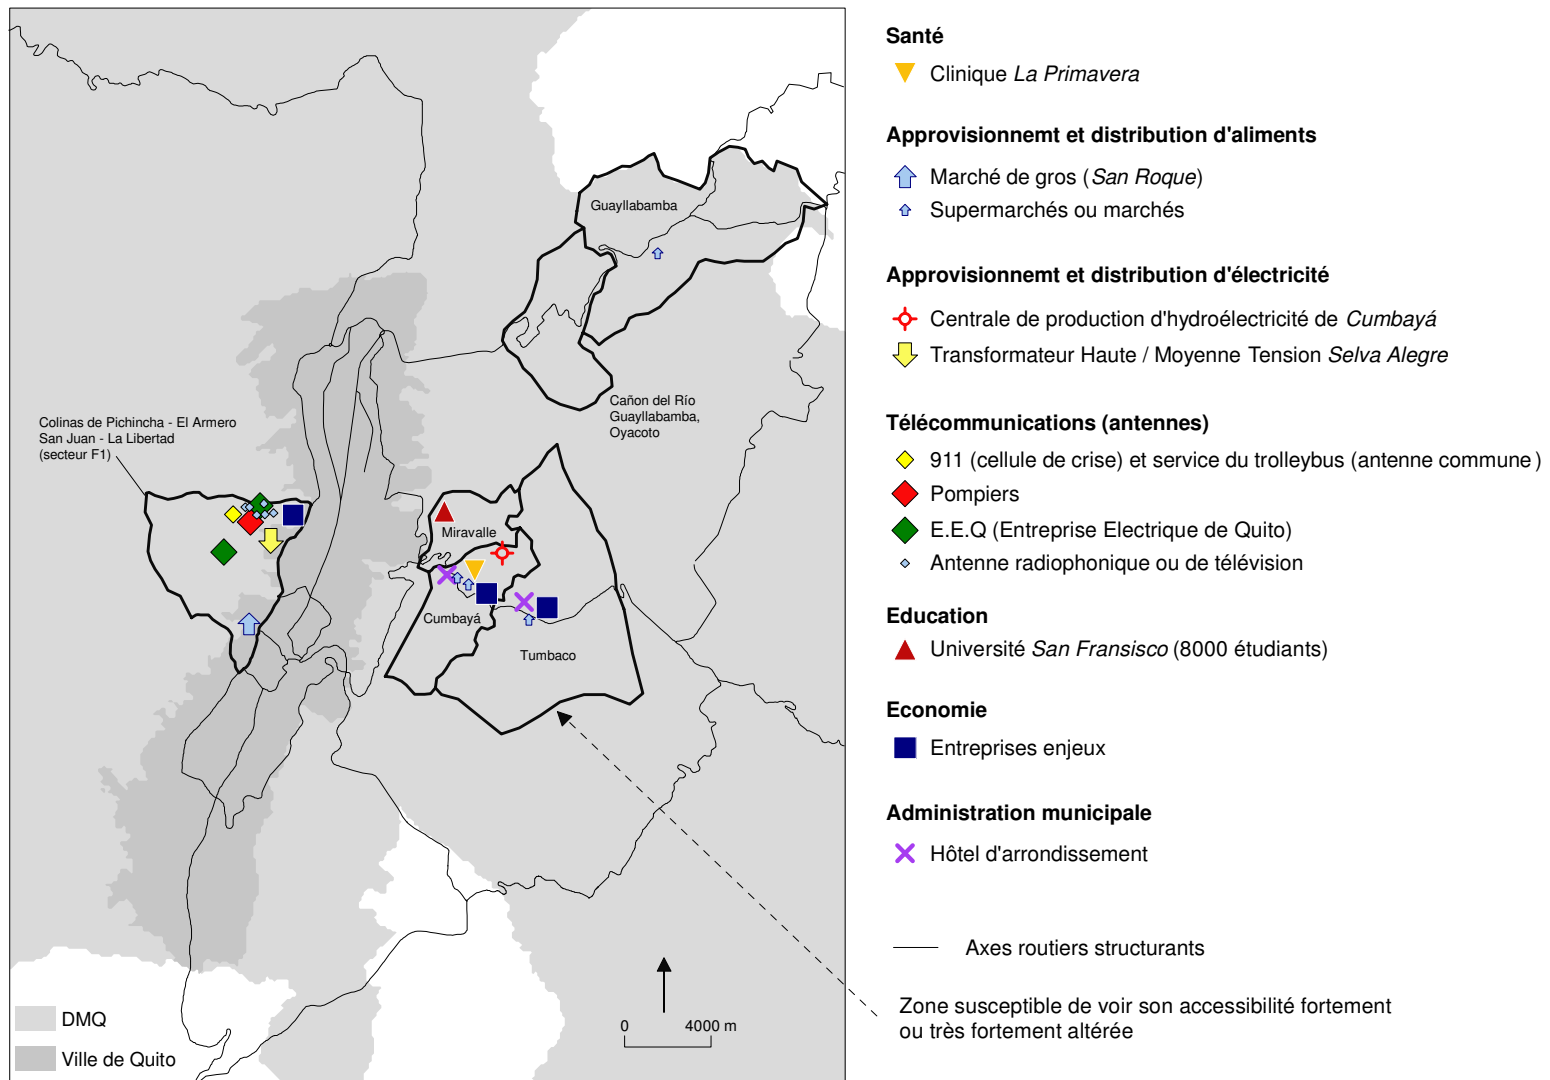 Guayllabamba
Cañon del Río
Guayllabamba,
Oyacoto
Colinas de Pichincha - El Armero
San Juan - La Libertad
(secteur F1)
Miravalle
Cumbayá
Tumbaco
DMQ
Ville de Quito
0 4000 m
Santé
Clinique La Primavera
Approvisionnemt et distribution d'aliments
Marché de gros (San Roque)
Supermarchés ou marchés
Approvisionnemt et distribution d'électricité
Centrale de production d'hydroélectricité de Cumbayá
Transformateur Haute / Moyenne Tension Selva Alegre
Télécommunications (antennes)
911 (cellule de crise) et service du trolleybus (antenne commune)
Pompiers
E.E.Q (Entreprise Electrique de Quito)
Antenne radiophonique ou de télévision
Education
Université San Fransisco (8000 étudiants)
Economie
Entreprises enjeux
Administration municipale
Hôtel d'arrondissement
Axes routiers structurants
Zone susceptible de voir son accessibilité fortement
ou très fortement altérée